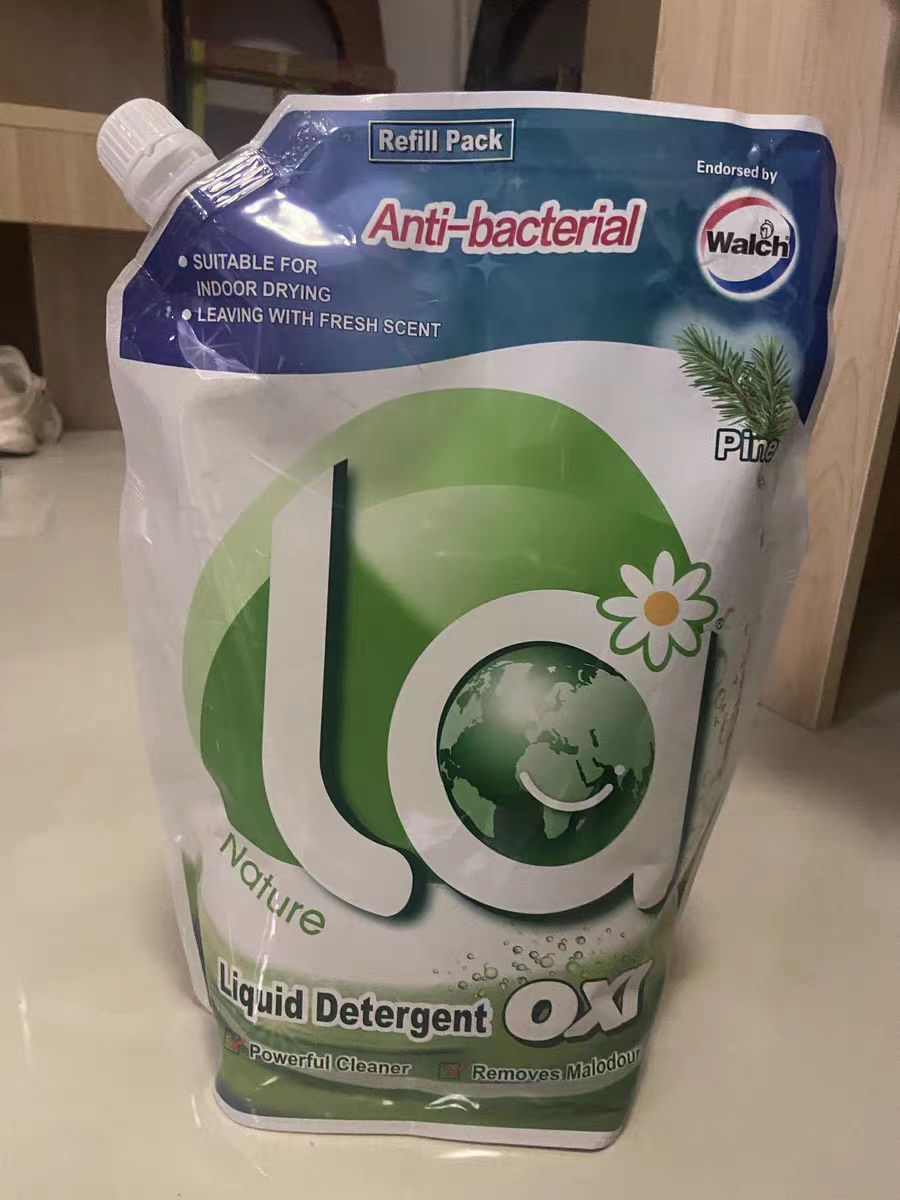 Refill Pack
Endorsed by
Walch®
Anti-bacterial
• SUITABLE FOR
INDOOR DRYING
• LEAVING WITH FRESH SCENT
Pine
la®
Nature
Liquid Detergent OXY
Powerful Cleaner
Removes Malodour